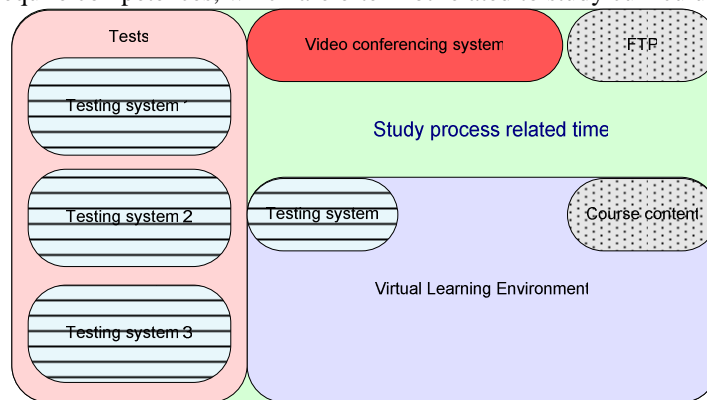 Tests
Video conferencing system
FTP
Testing system
Study process related time
Testing system 2
Testing system
Course content
Virtual Learning Environment
Testing system 3